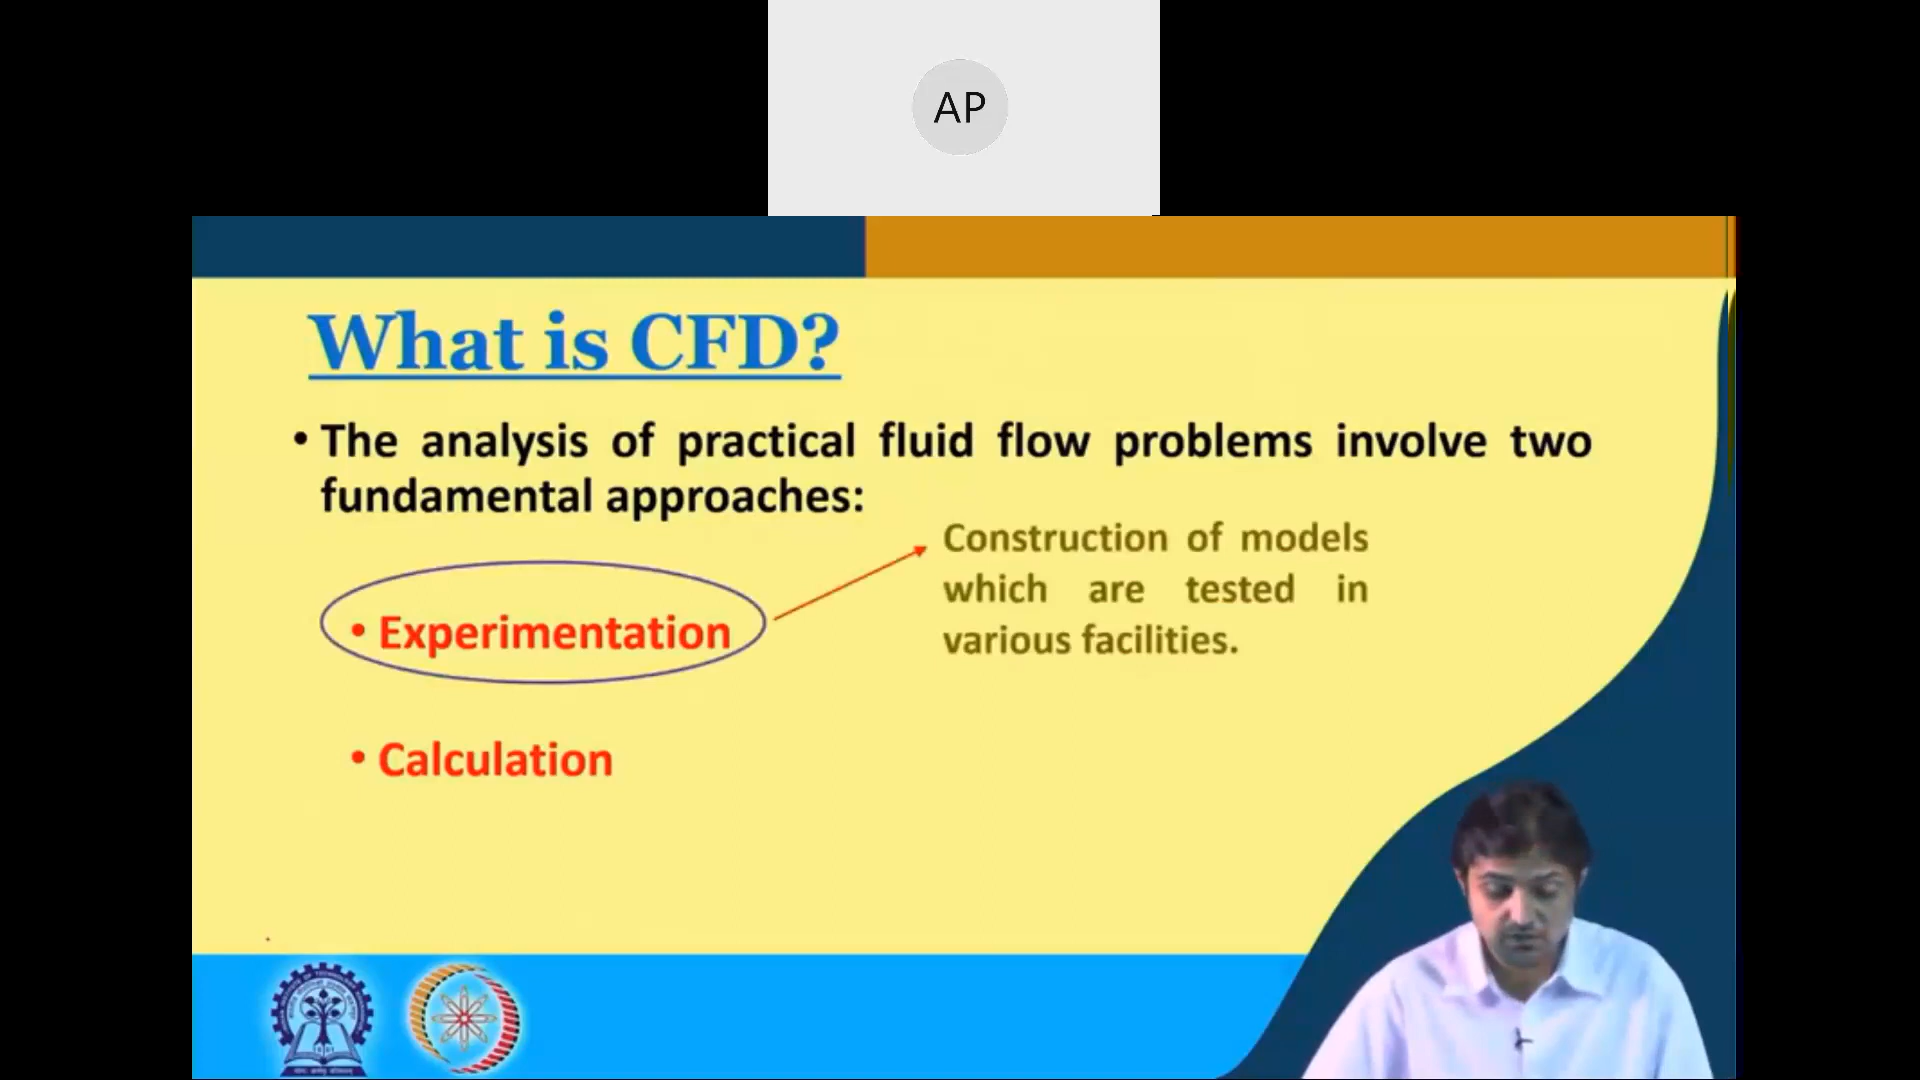 AP
What is CFD?
• The analysis of practical fluid flow problems involve two
fundamental approaches:
Construction of models
which are tested in
various facilities.
• Experimentation
• Calculation